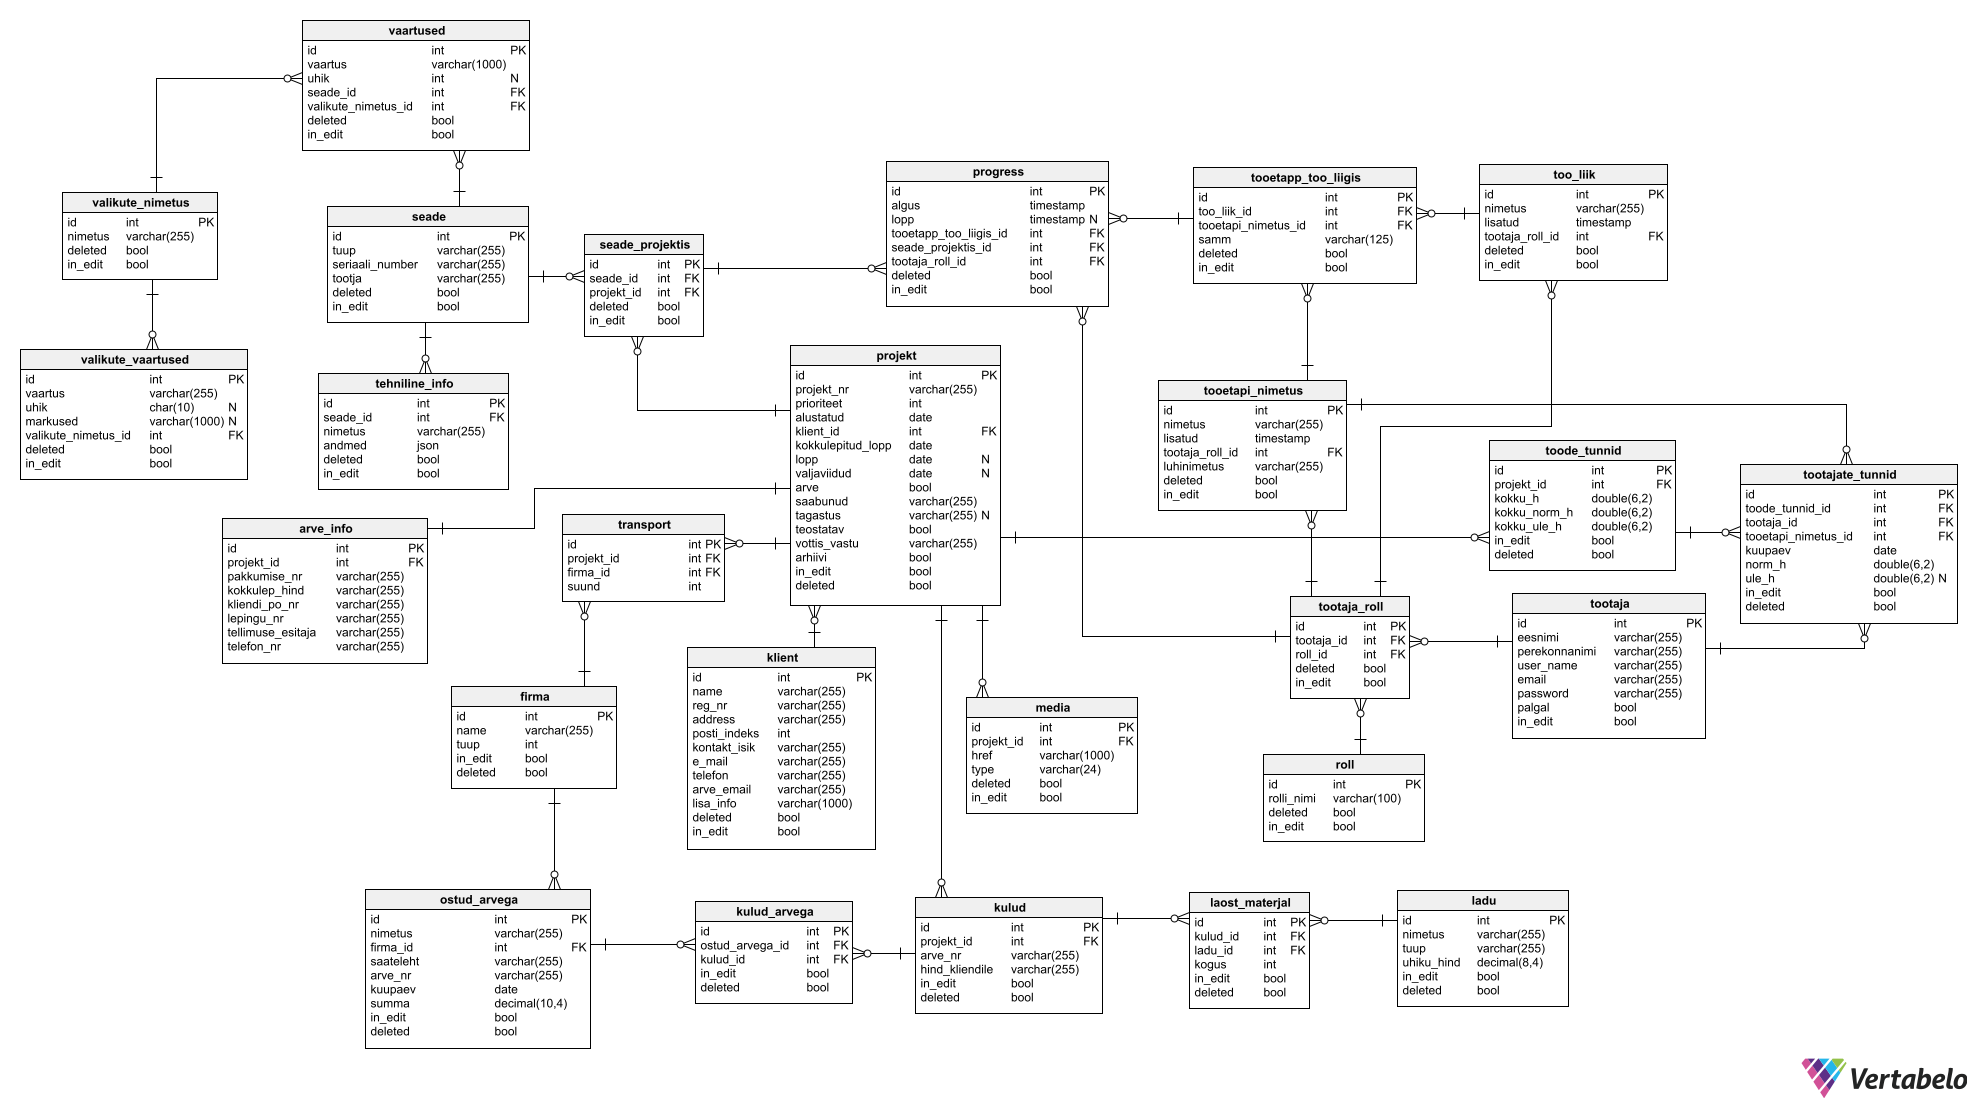 vaartused
id int PK
vaartus varchar(1000)
uhik int N
seade_id int FK
valikute_nimetus_id int FK
deleted bool
in_edit bool
valikute_nimetus
id int PK
nimetus varchar(255)
deleted bool
in_edit bool
seade
id int PK
tuup varchar(255)
seriaali_number varchar(255)
tootja varchar(255)
deleted bool
in_edit bool
seade_projektis
id int PK
seade_id int FK
projekt_id int FK
deleted bool
in_edit bool
progress
id int PK
algus timestamp
lopp timestamp N
tooetapp_too_liigis_id int FK
seade_projektis_id int FK
tootaja_roll_id int FK
deleted bool
in_edit bool
tooetapp_too_liigis
id int PK
too_liik_id int FK
tooetapi_nimetus_id int FK
samm varchar(125)
deleted bool
in_edit bool
too_liik
id int PK
nimetus varchar(255)
lisatud timestamp
tootaja_roll_id int FK
deleted bool
in_edit bool
valikute_vaartused
id int PK
vaartus varchar(255)
uhik char(10) N
markused varchar(1000) N
valikute_nimetus_id int FK
deleted bool
in_edit bool
tehniline_info
id int PK
seade_id int FK
nimetus varchar(255)
andmed json
deleted bool
in_edit bool
projekt
id int PK
projekt_nr varchar(255)
prioriteet int
alustatud date
klient_id int FK
kokkulepitud_lopp date
lopp date N
valjaviidud date N
arve bool
saabunud varchar(255)
tagastus varchar(255) N
teostatav bool
vottis_vastu varchar(255)
arhiivi bool
in_edit bool
deleted bool
tooetapi_nimetus
id int PK
nimetus varchar(255)
lisatud timestamp
tootaja_roll_id int FK
luhinimetus varchar(255)
deleted bool
in_edit bool
toode_tunnid
id int PK
projekt_id int FK
kokku_h double(6,2)
kokku_norm_h double(6,2)
kokku_ule_h double(6,2)
in_edit bool
deleted bool
tootajate_tunnid
id int PK
toode_tunnid_id int FK
tootaja_id int FK
tooetapi_nimetus_id int FK
kuupaev date
norm_h double(6,2)
ule_h double(6,2) N
in_edit bool
deleted bool
arve_info
id int PK
projekt_id int FK
pakkumise_nr varchar(255)
kokkulep_hind varchar(255)
kliendi_po_nr varchar(255)
lepingu_nr varchar(255)
tellimuse_esitaja varchar(255)
telefon_nr varchar(255)
transport
id int PK
projekt_id int FK
firma_id int FK
suund int
tootaja_roll
id int PK
tootaja_id int FK
roll_id int FK
deleted bool
in_edit bool
tootaja
id int PK
eesnimi varchar(255)
perekonnanimi varchar(255)
user_name varchar(255)
email varchar(255)
password varchar(255)
palgal bool
in_edit bool
firma
id int PK
name varchar(255)
tuup int
in_edit bool
deleted bool
klient
id int PK
name varchar(255)
reg_nr varchar(255)
address varchar(255)
posti_indeks int
kontakt_isik varchar(255)
e_mail varchar(255)
telefon varchar(255)
arve_email varchar(255)
lisa_info varchar(1000)
deleted bool
in_edit bool
media
id int PK
projekt_id int FK
href varchar(1000)
type varchar(24)
deleted bool
in_edit bool
roll
id int PK
rolli_nimi varchar(100)
deleted bool
in_edit bool
ostud_arvega
id int PK
nimetus varchar(255)
firma_id int FK
saateleht varchar(255)
arve_nr varchar(255)
kuupaev date
summa decimal(10,4)
in_edit bool
deleted bool
kulud_arvega
id int PK
ostud_arvega_id int FK
kulud_id int FK
in_edit bool
deleted bool
kulud
id int PK
projekt_id int FK
arve_nr varchar(255)
hind_kliendile varchar(255)
in_edit bool
deleted bool
laost_materjal
id int PK
kulud_id int FK
ladu_id int FK
kogus int
in_edit bool
deleted bool
ladu
id int PK
nimetus varchar(255)
tuup varchar(255)
uhiku_hind decimal(8,4)
in_edit bool
deleted bool
Vertabelo